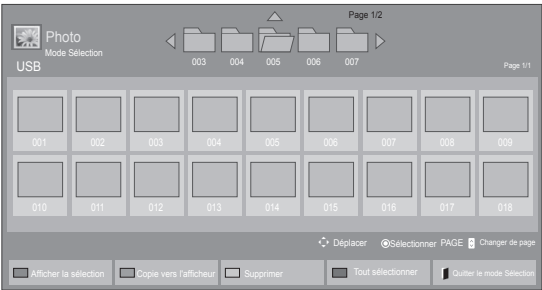 Page 1/2
Photo
Mode Sélection
003 004 005 006 007
USB
Page 1/1
001 002 003 004 005 006 007 008 009
010 011 012 013 014 015 016 017 018
Déplacer Sélectionner PAGE Changer de page
Afficher la sélection Copie vers l'afficheur Supprimer Tout sélectionner Quitter le mode Sélection